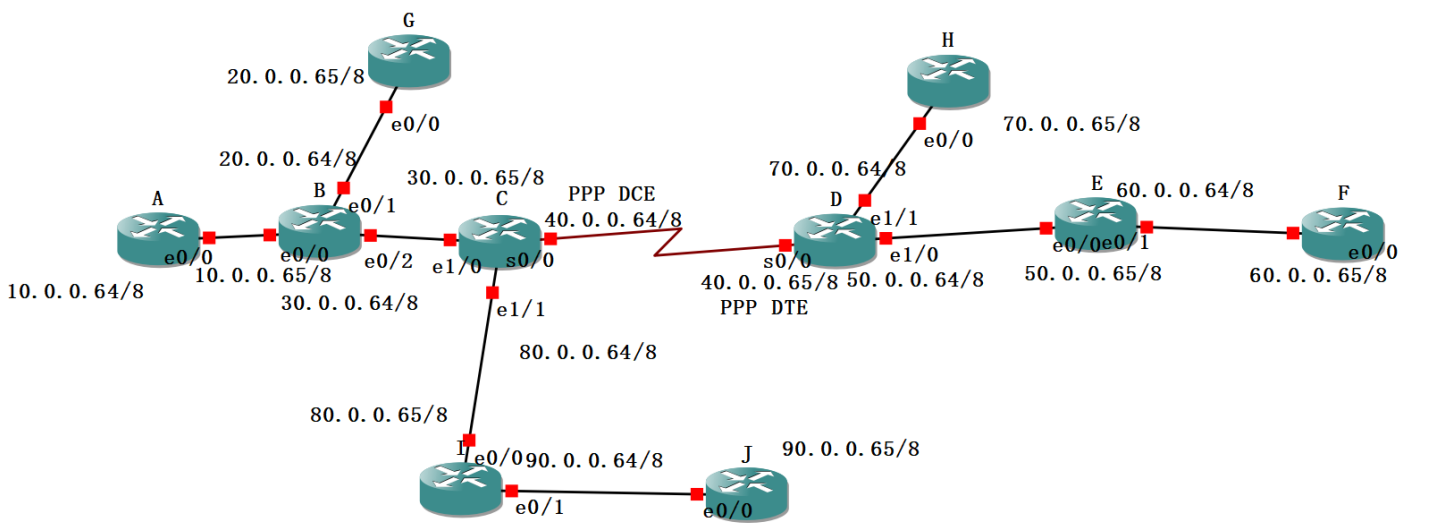 G
H
20.0.0.65/8
e0/0
70.0.0.65/8
e0/0
20.0.0.64/8
70.0.0.64/8
A
B
30.0.0.65/8
C
PPP DCE
D
E
60.0.0.64/8
F
e0/1
40.0.0.64/8
e1/1
e0/0
10.0.0.65/8
e0/0
e0/2
e1/0
s0/0
s0/0
e1/0
e0/0
e0/1
e0/0
10.0.0.64/8
30.0.0.64/8
40.0.0.65/8
50.0.0.64/8
50.0.0.65/8
60.0.0.65/8
e1/1
PPP DTE
80.0.0.64/8
80.0.0.65/8
I
e0/0
90.0.0.64/8
J
90.0.0.65/8
e0/1
e0/0